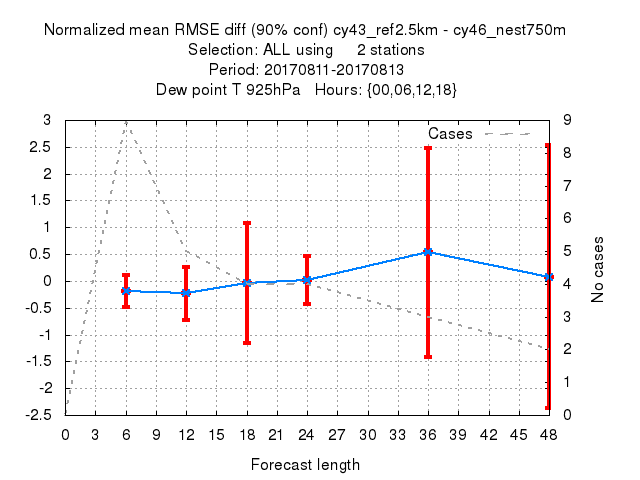 Normalized mean RMSE diff (90% conf) cy43_ref2.5km - cy46_nest750m
Selection: ALL using 2 stations
Period: 20170811-20170813
Dew point T 925hPa Hours: {00,06,12,18}
Cases
3
2.5
2
1.5
1
0.5
0
-0.5
-1
-1.5
-2
-2.5
9
8
7
6
5
4
3
2
1
0
No cases
0 3 6 9 12 15 18 21 24 27 30 33 36 39 42 45 48
Forecast length